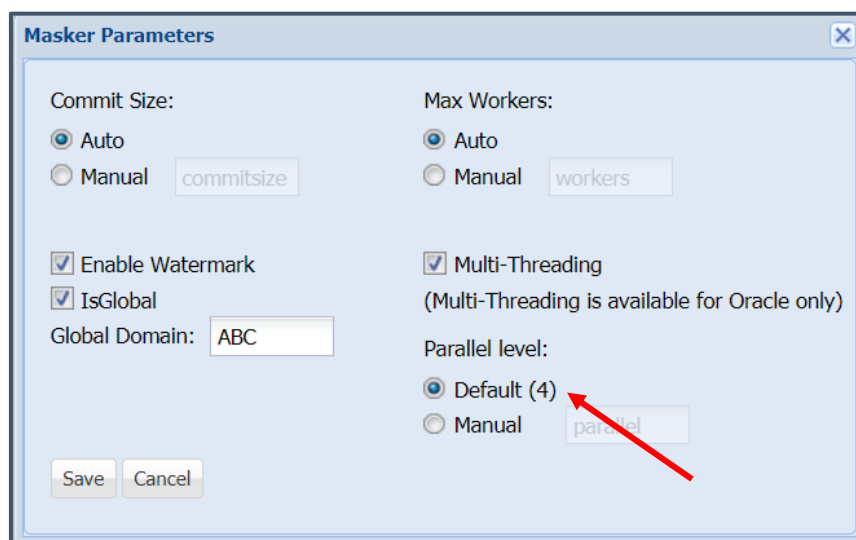 Masker Parameters
Commit Size:
Auto
Manual commitsize
Enable Watermark
IsGlobal
Global Domain: ABC
Max Workers:
Auto
Manual workers
Multi-Threading
(Multi-Threading is available for Oracle only)
Parallel level:
Default (4)
Manual parallel
Save Cancel